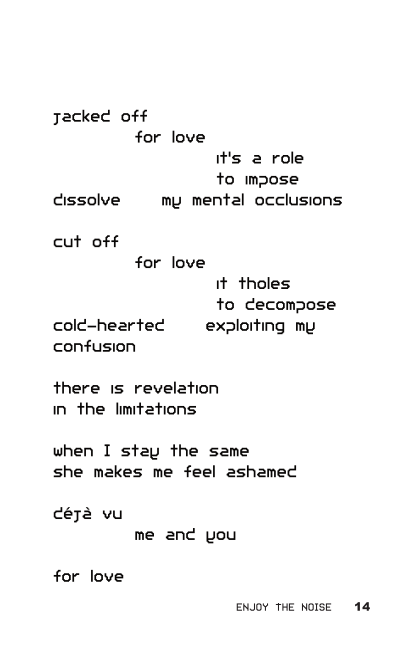 jacked off
for love
it's a role
to impose
dissolve my mental occlusions
cut off
for love
it tholes
to decompose
cold-hearted exploiting my
confusion
there is revelation
in the limitations
when I stay the same
she makes me feel ashamed
déjà vu
me and you
for love
ENJOY THE NOISE 14